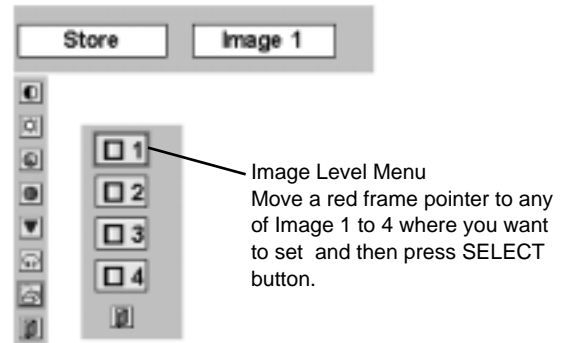 Store Image 1
1
2
3
4
Image Level Menu
Move a red frame pointer to any
of Image 1 to 4 where you want
to set and then press SELECT
button.